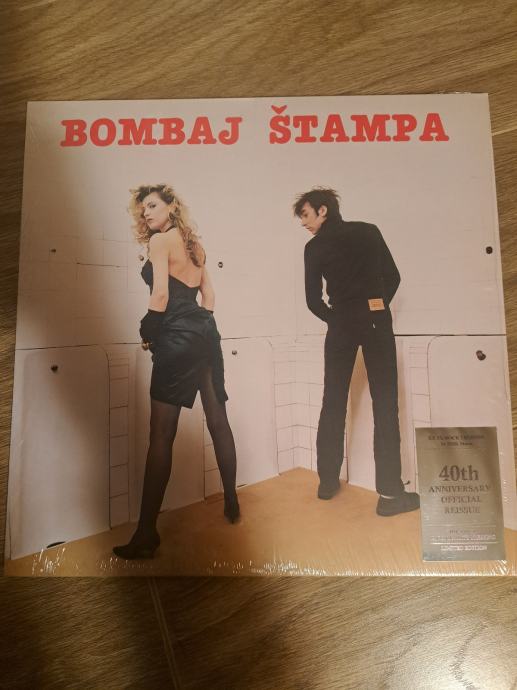 BOMBAJ ŠTAMPA
40th
ANNIVERSARY
OFFICIAL
REISSUE
LIMITED EDITION